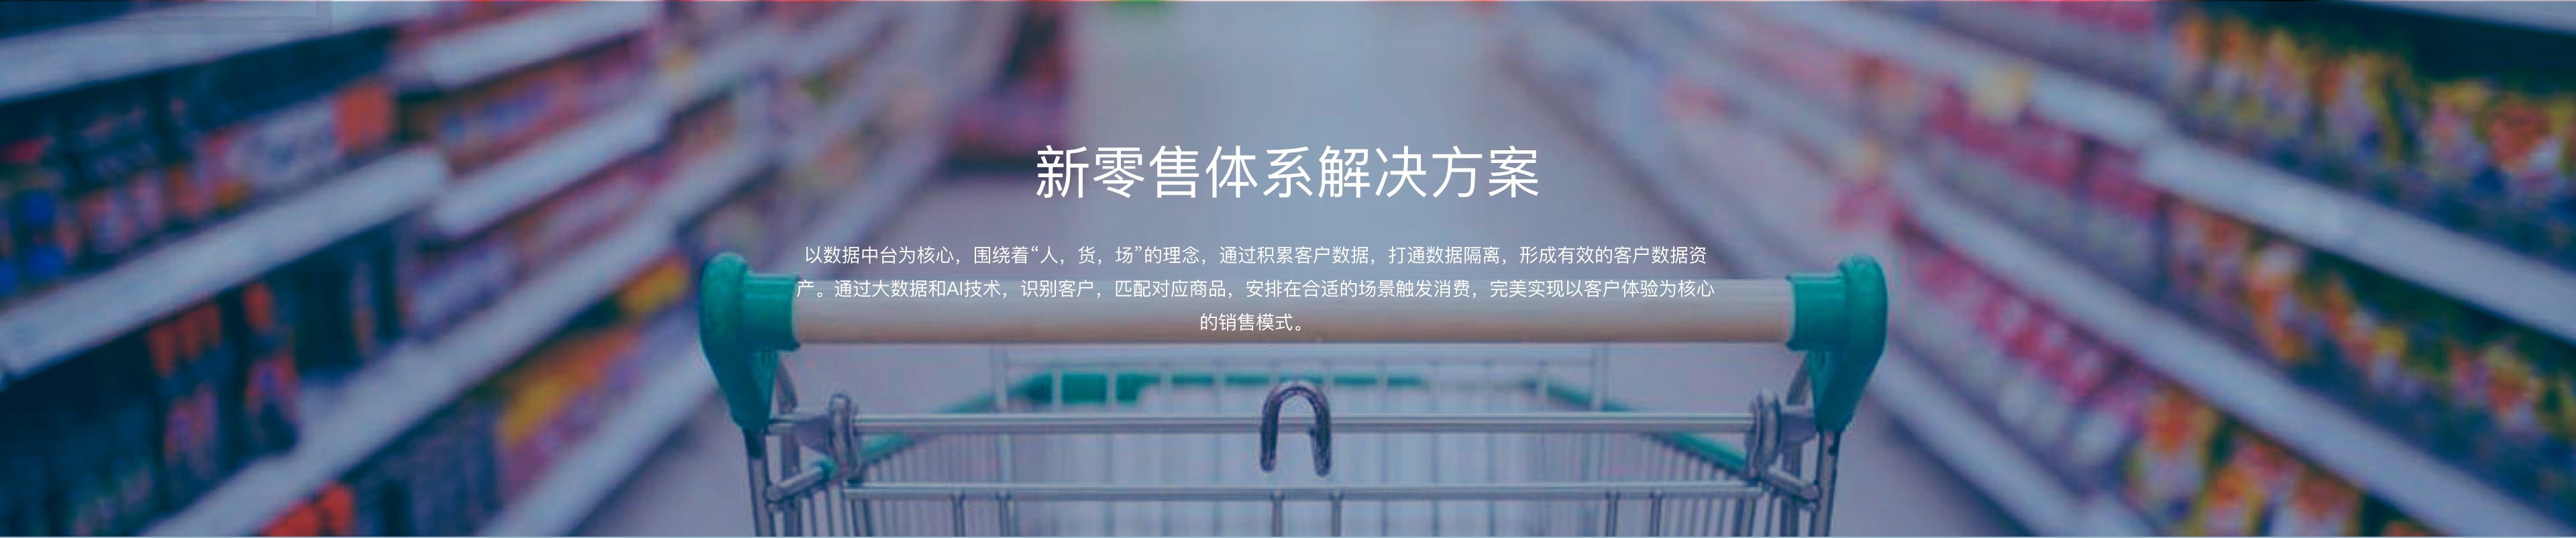 新零售体系解决方案
以数据中台为核心，围绕着“人，货，场”的理念，通过积累客户数据，打通数据隔离，形成有效的客户数据资
产。通过大数据和AI技术，识别客户，匹配对应商品，安排在合适的场景触发消费，完美实现以客户体验为核心
的销售模式。